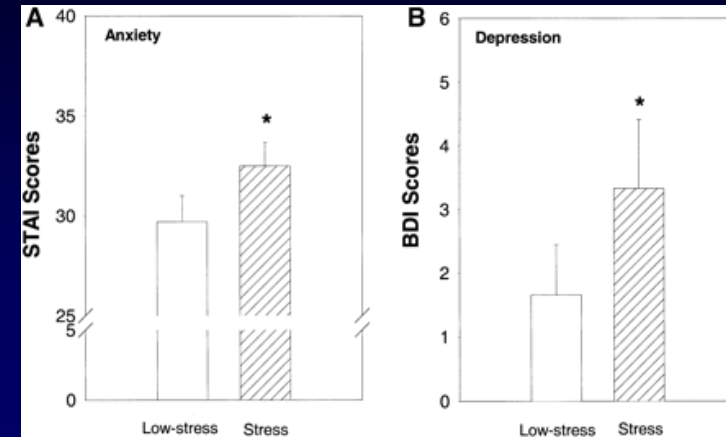 A
Anxiety
STAI Scores
40
35
30
25
5
0
*
Low-stress Stress
B
Depression
BDI Scores
6
5
4
3
2
1
0
*
Low-stress Stress